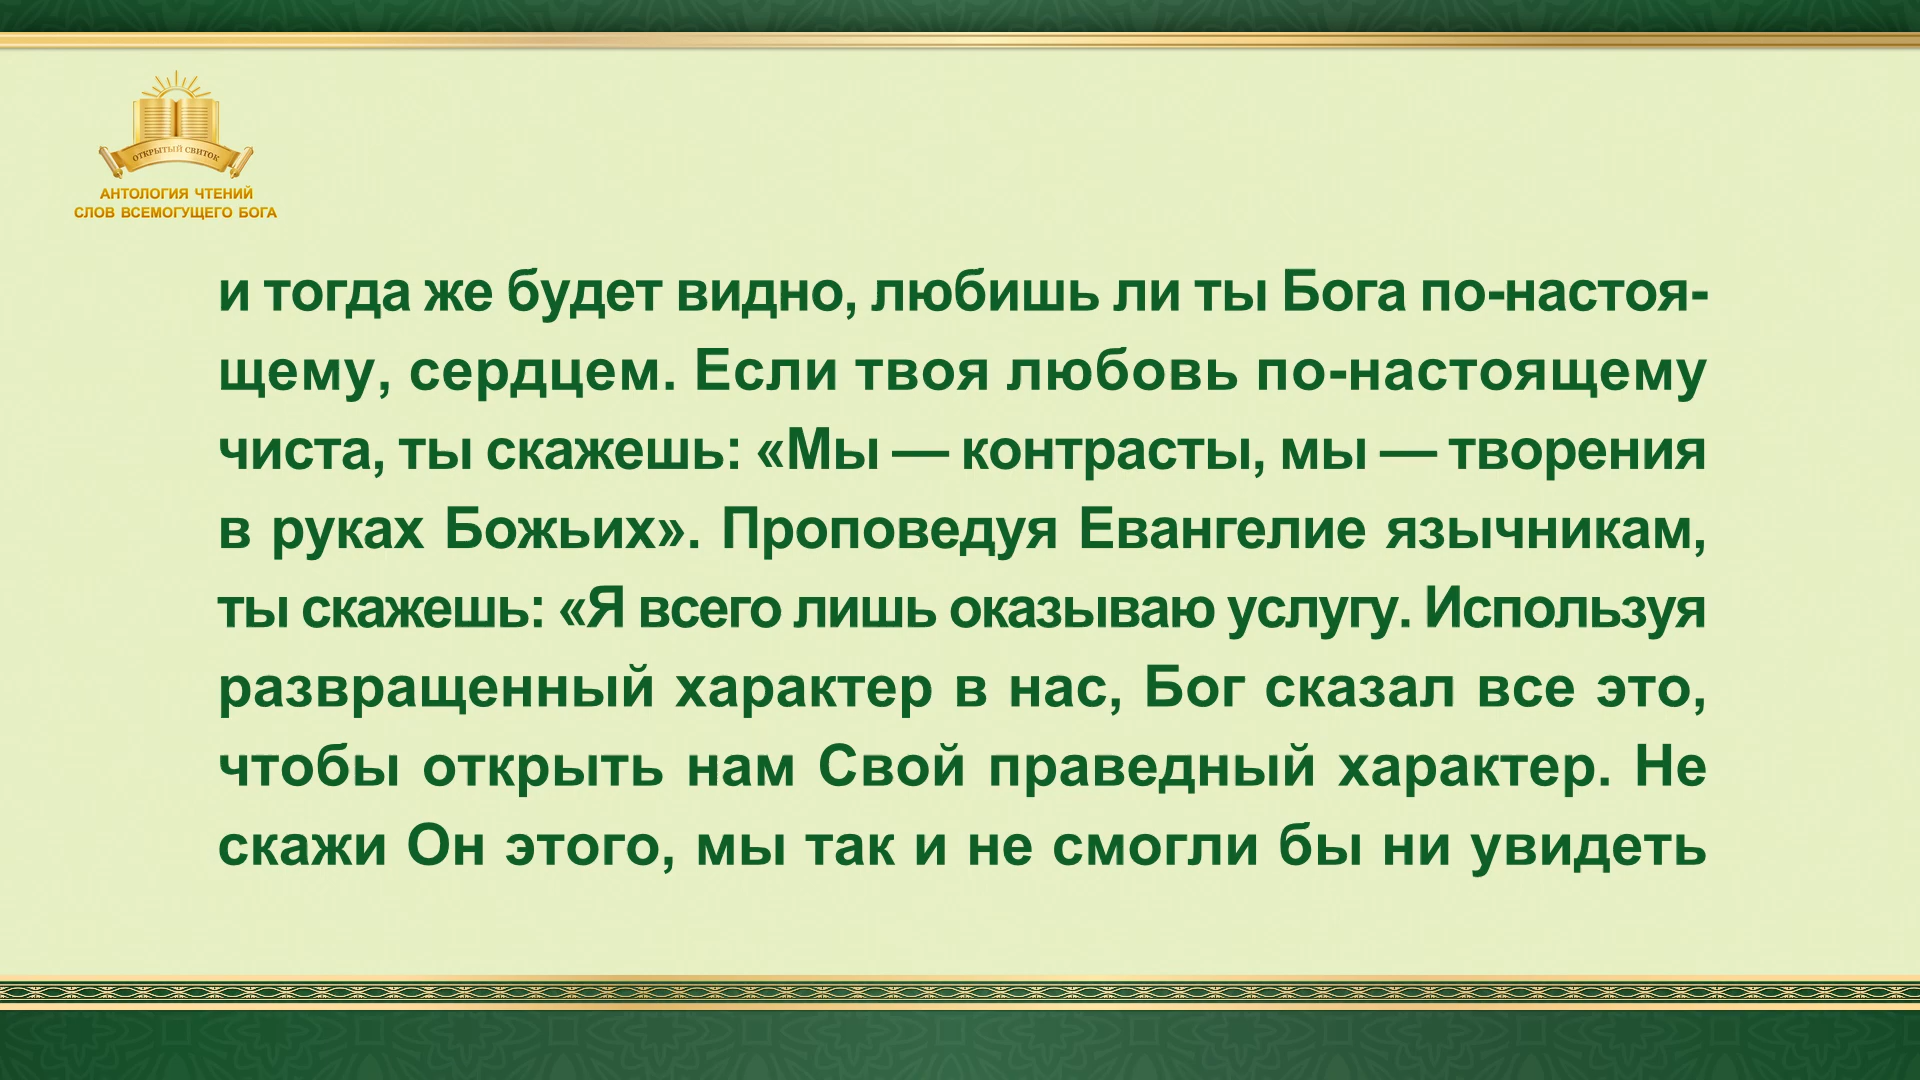 ОТКРЫТЫЙ СВИТОК
АНТОЛОГИЯ ЧТЕНИЙ
СЛОВ ВСЕМОГУЩЕГО БОГА
и тогда же будет видно, любишь ли ты Бога по-настоя-
щему, сердцем. Если твоя любовь по-настоящему
чиста, ты скажешь: «Мы — контрасты, мы — творения
в руках Божьих». Проповедуя Евангелие язычникам,
ты скажешь: «Я всего лишь оказываю услугу. Используя
развращенный характер в нас, Бог сказал все это,
чтобы открыть нам Свой праведный характер. Не
скажи Он этого, мы так и не смогли бы ни увидеть